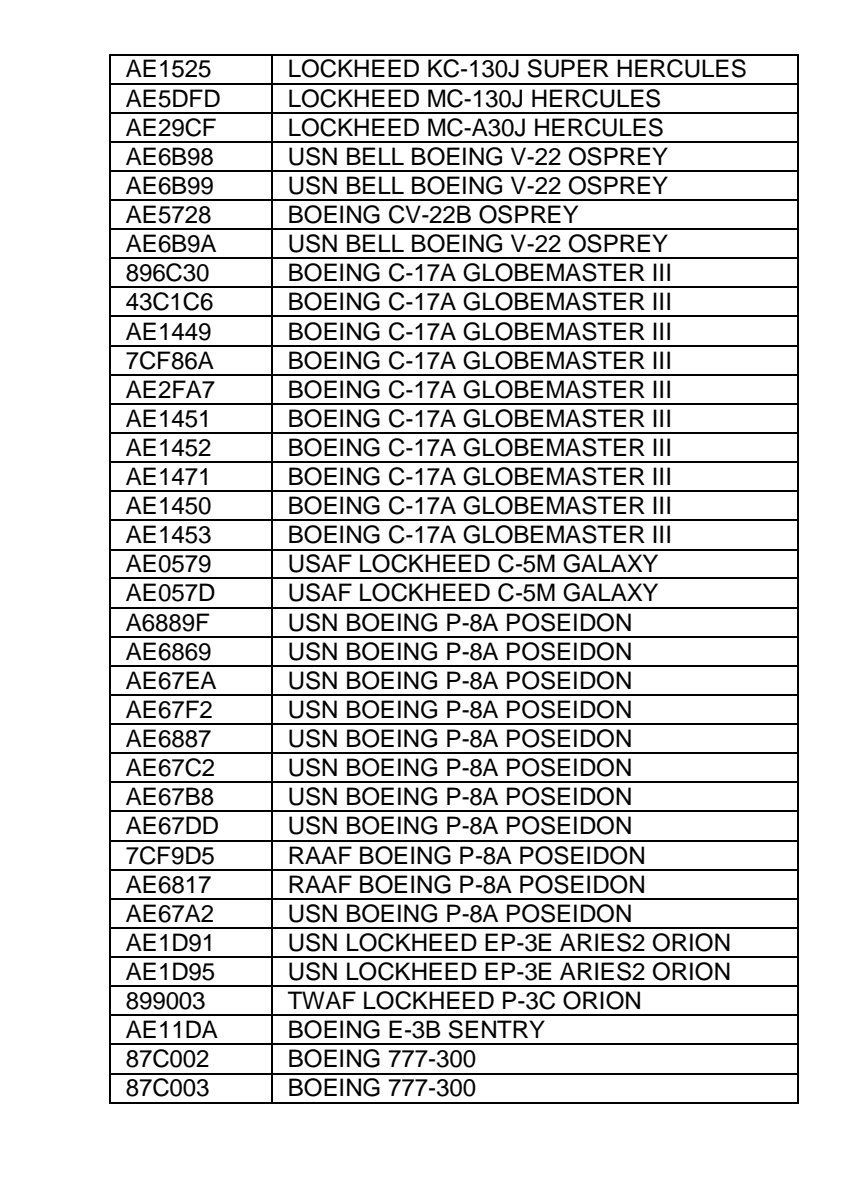 AE1525 LOCKHEED KC-130J SUPER HERCULES
AE5DFD LOCKHEED MC-130J HERCULES
AE29CF LOCKHEED MC-A30J HERCULES
AE6B98 USN BELL BOEING V-22 OSPREY
AE6B99 USN BELL BOEING V-22 OSPREY
AE5728 BOEING CV-22B OSPREY
AE6B9A USN BELL BOEING V-22 OSPREY
896C30 BOEING C-17A GLOBEMASTER III
43C1C6 BOEING C-17A GLOBEMASTER III
AE1449 BOEING C-17A GLOBEMASTER III
7CF86A BOEING C-17A GLOBEMASTER III
AE2FA7 BOEING C-17A GLOBEMASTER III
AE1451 BOEING C-17A GLOBEMASTER III
AE1452 BOEING C-17A GLOBEMASTER III
AE1471 BOEING C-17A GLOBEMASTER III
AE1450 BOEING C-17A GLOBEMASTER III
AE1453 BOEING C-17A GLOBEMASTER III
AE0579 USAF LOCKHEED C-5M GALAXY
AE057D USAF LOCKHEED C-5M GALAXY
A6889F USN BOEING P-8A POSEIDON
AE6869 USN BOEING P-8A POSEIDON
AE67EA USN BOEING P-8A POSEIDON
AE67F2 USN BOEING P-8A POSEIDON
AE6887 USN BOEING P-8A POSEIDON
AE67C2 USN BOEING P-8A POSEIDON
AE67B8 USN BOEING P-8A POSEIDON
AE67DD USN BOEING P-8A POSEIDON
7CF9D5 RAAF BOEING P-8A POSEIDON
AE6817 RAAF BOEING P-8A POSEIDON
AE67A2 USN BOEING P-8A POSEIDON
AE1D91 USN LOCKHEED EP-3E ARIES2 ORION
AE1D95 USN LOCKHEED EP-3E ARIES2 ORION
899003 TWAF LOCKHEED P-3C ORION
AE11DA BOEING E-3B SENTRY
87C002 BOEING 777-300
87C003 BOEING 777-300